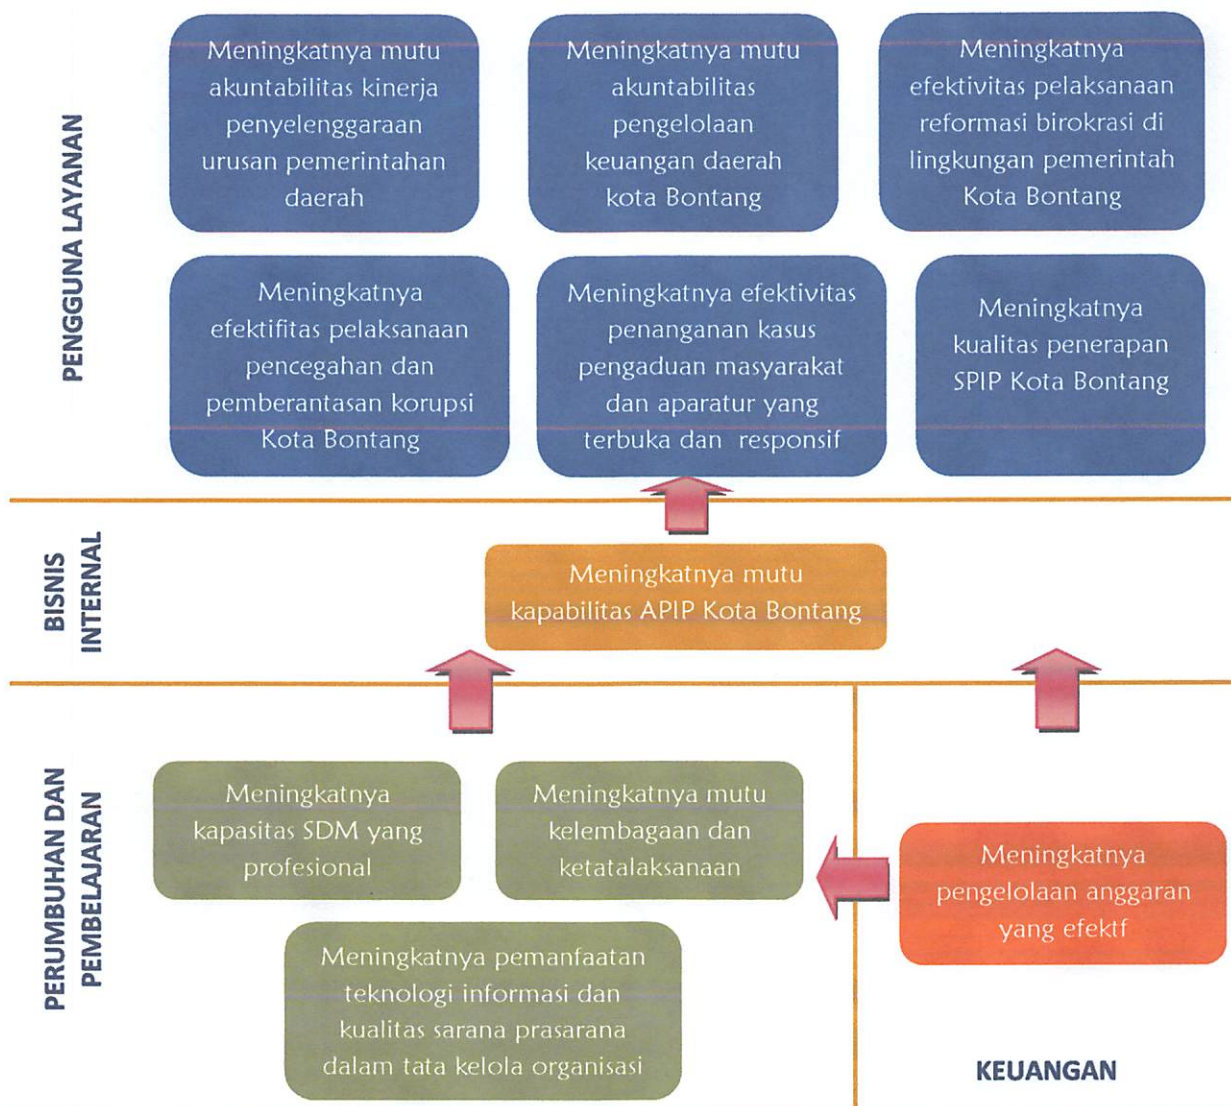 PENGGUNA LAYANAN
Meningkatnya mutu
akuntabilitas kinerja
penyelenggaraan
urusan pemerintahan
daerah
Meningkatnya mutu
akuntabilitas
pengelolaan
keuangan daerah
kota Bontang
Meningkatnya
efektivitas pelaksanaan
reformasi birokrasi di
lingkungan pemerintah
Kota Bontang
Meningkatnya
efektifitas pelaksanaan
pencegahan dan
pemberantasan korupsi
Kota Bontang
Meningkatnya efektivitas
penanganan kasus
pengaduan masyarakat
dan aparatur yang
terbuka dan responsif
Meningkatnya
kualitas penerapan
SPIP Kota Bontang
BISNIS
INTERNAL
Meningkatnya mutu
kapabilitas APIP Kota Bontang
PERUMBUHAN DAN
PEMBELAJARAN
Meningkatnya
kapasitas SDM yang
profesional
Meningkatnya mutu
kelembagaan dan
ketatalaksanaan
Meningkatnya pemanfaatan
teknologi informasi dan
kualitas sarana prasarana
dalam tata kelola organisasi
Meningkatnya
pengelolaan anggaran
yang efektf
KEUANGAN